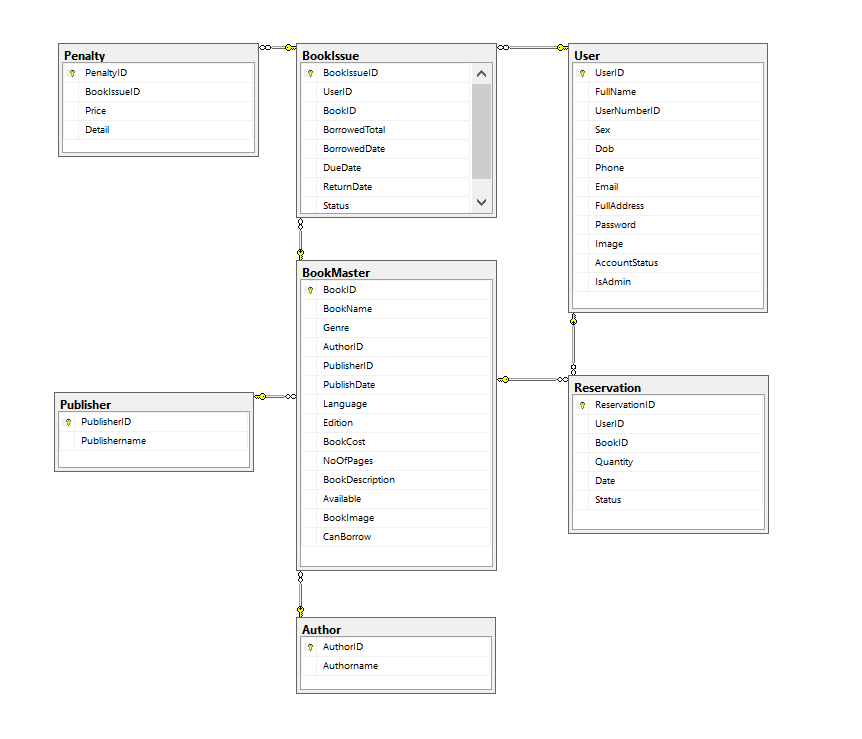 Penalty
PenaltyID
BookIssueID
Price
Detail
BookIssue
BookIssueID
UserID
BookID
BorrowedTotal
BorrowedDate
DueDate
ReturnDate
Status
User
UserID
FullName
UserNumberID
Sex
Dob
Phone
Email
FullAddress
Password
Image
AccountStatus
IsAdmin
BookMaster
BookID
BookName
Genre
AuthorID
PublisherID
PublishDate
Language
Edition
BookCost
NoOfPages
BookDescription
Available
BookImage
CanBorrow
Publisher
PublisherID
Publishername
Reservation
ReservationID
UserID
BookID
Quantity
Date
Status
Author
AuthorID
Authorname